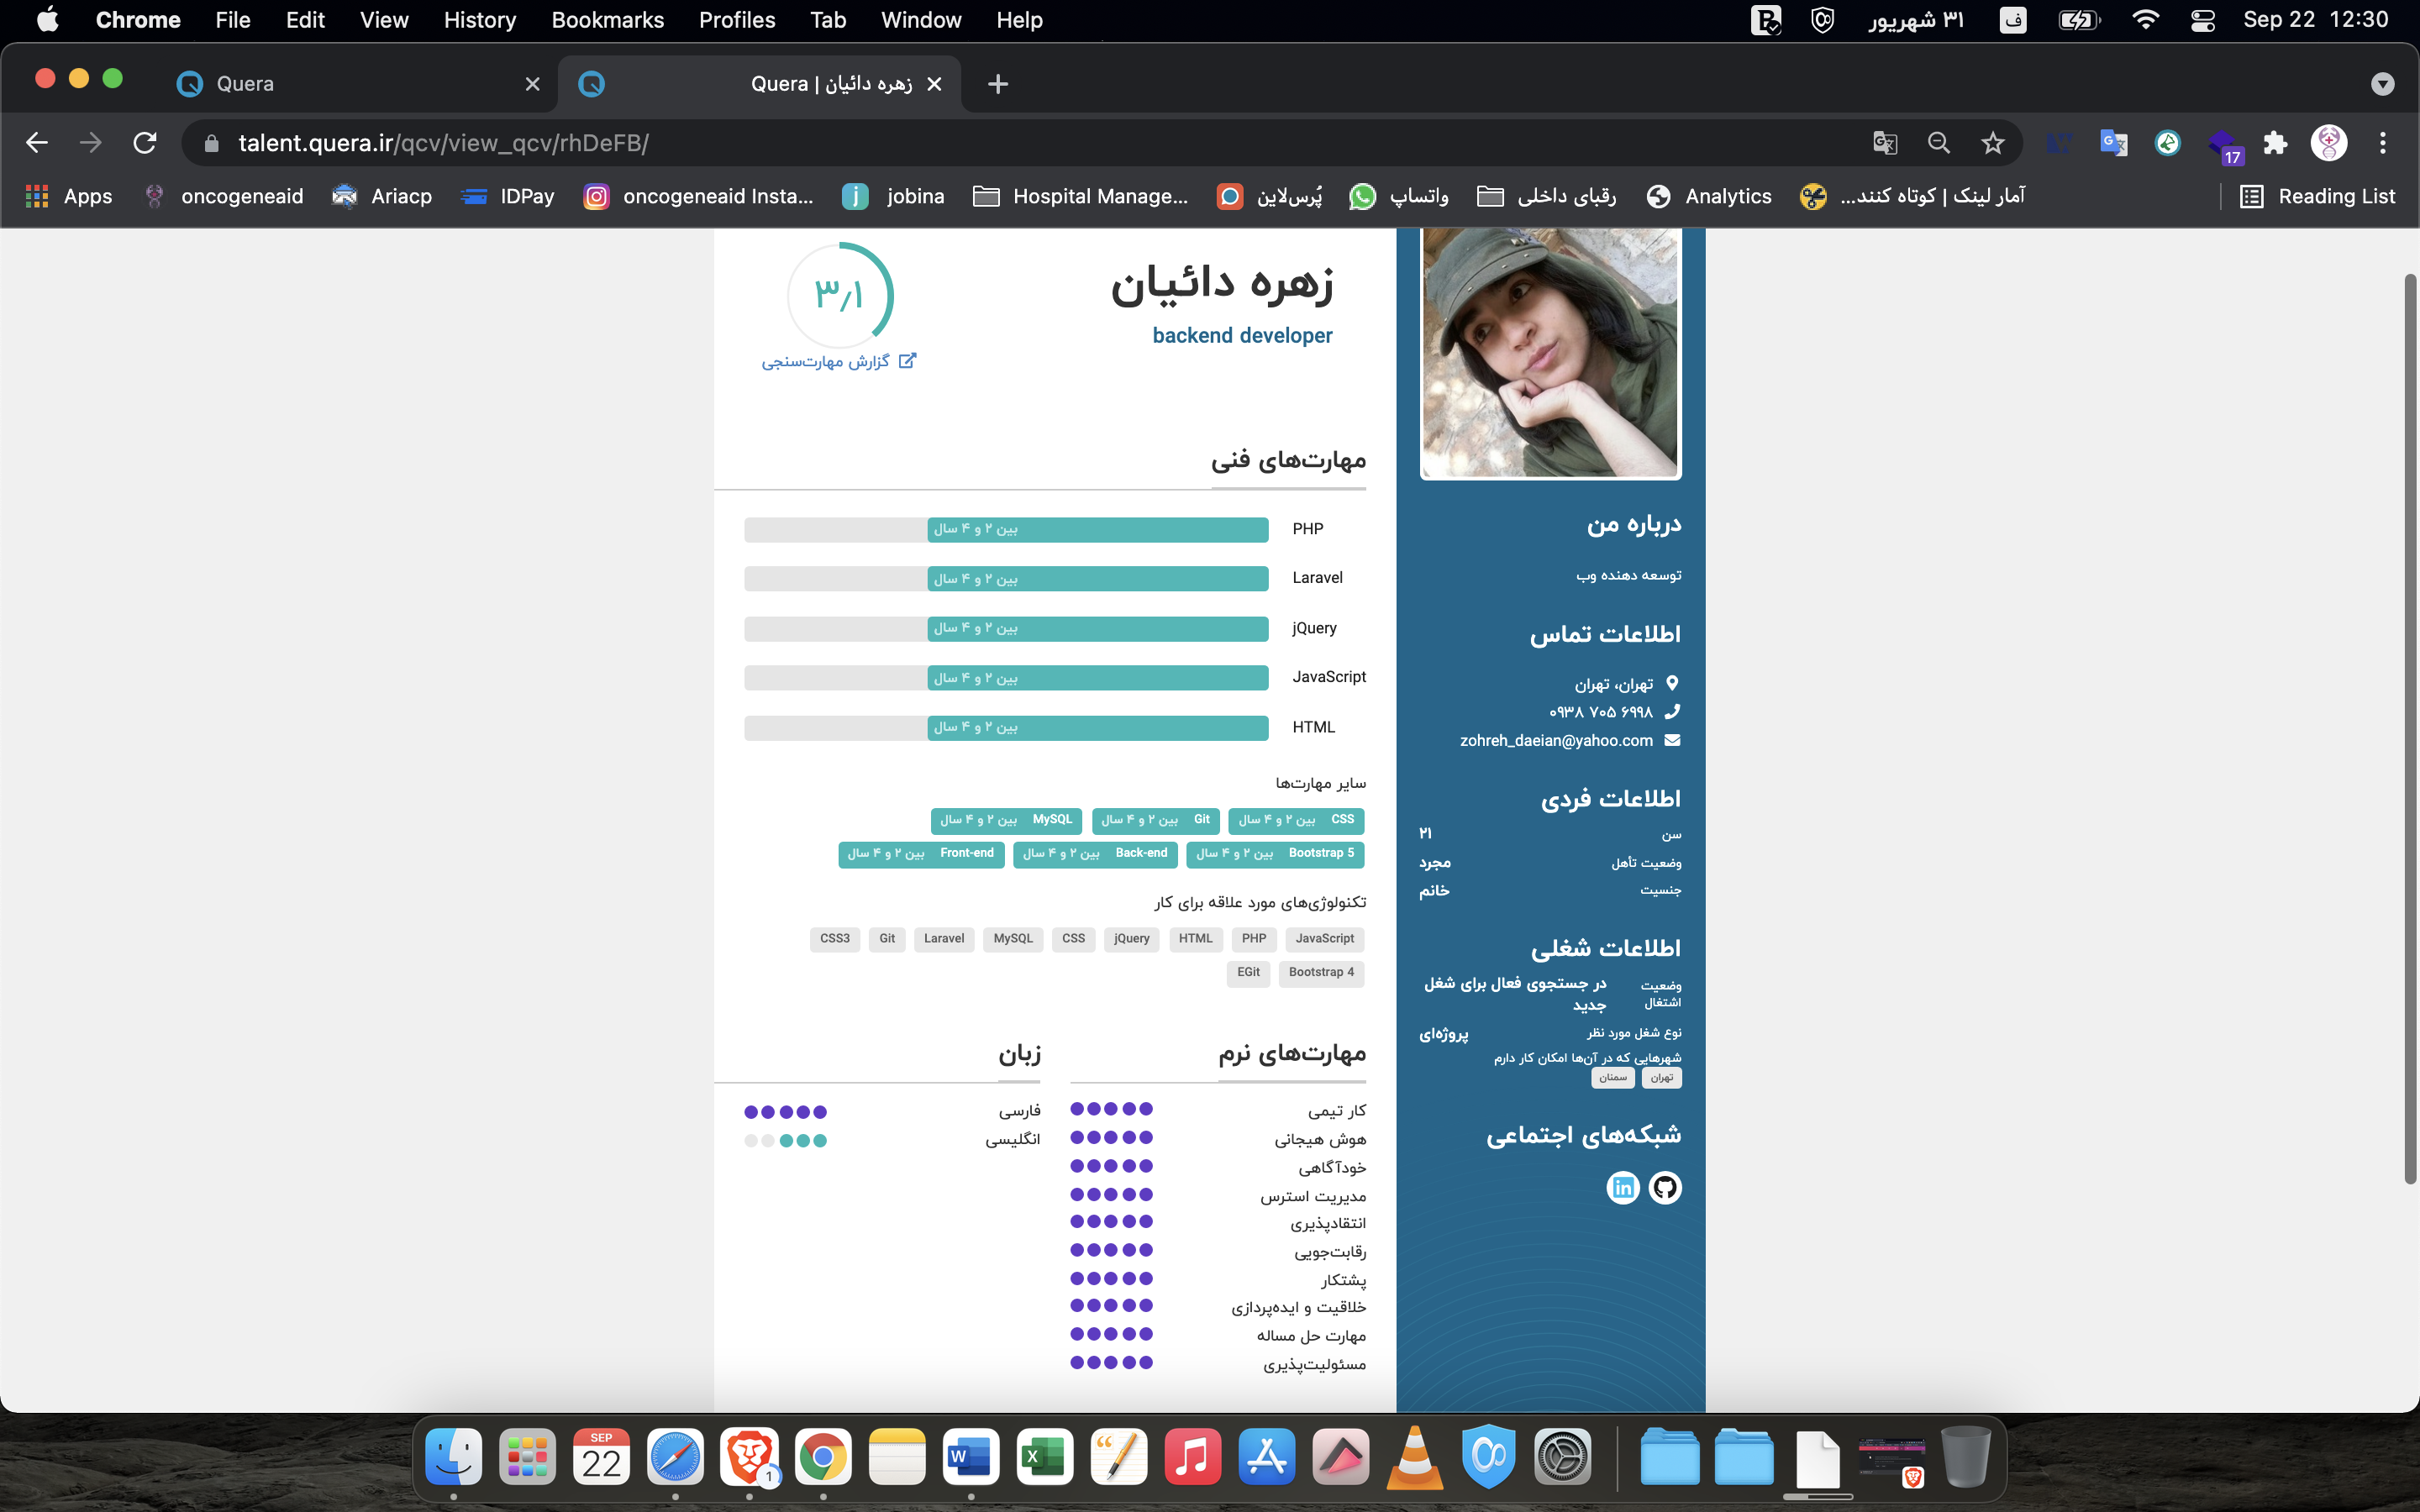 Chrome File Edit View History Bookmarks Profiles Tab Window Help ۳۱ شهریور ف Sep 22 12:30
Quera
زهره دائیان | Quera
talent.quera.ir/qcv/view_qcv/rhDeFB/
17
Apps oncogeneaid Ariacp IDPay oncogeneaid Insta... jobina Hospital Manage... پُرس‌لاین واتساپ رقبای داخلی Analytics آمار لینک | کوتاه کنند... Reading List
زهره دائیان
backend developer
۳٫۱
گزارش مهارت‌سنجی
مهارت‌های فنی
PHP بین ۲ و ۴ سال
Laravel بین ۲ و ۴ سال
jQuery بین ۲ و ۴ سال
JavaScript بین ۲ و ۴ سال
HTML بین ۲ و ۴ سال
سایر مهارت‌ها
CSS بین ۲ و ۴ سال Git بین ۲ و ۴ سال MySQL بین ۲ و ۴ سال
Bootstrap 5 بین ۲ و ۴ سال Back-end بین ۲ و ۴ سال Front-end بین ۲ و ۴ سال
تکنولوژی‌های مورد علاقه برای کار
JavaScript PHP HTML jQuery CSS MySQL Laravel Git CSS3
Bootstrap 4 EGit
مهارت‌های نرم
کار تیمی
هوش هیجانی
خودآگاهی
مدیریت استرس
انتقادپذیری
رقابت‌جویی
پشتکار
خلاقیت و ایده‌پردازی
مهارت حل مساله
مسئولیت‌پذیری
زبان
فارسی
انگلیسی
درباره من
توسعه دهنده وب
اطلاعات تماس
تهران، تهران
۰۹۳۸ ۷۰۵ ۶۹۹۸
zohreh_daeian@yahoo.com
اطلاعات فردی
سن ۲۱
وضعیت تأهل مجرد
جنسیت خانم
اطلاعات شغلی
وضعیت اشتغال در جستجوی فعال برای شغل جدید
نوع شغل مورد نظر پروژه‌ای
شهرهایی که در آن‌ها امکان کار دارم
تهران سمنان
شبکه‌های اجتماعی
SEP
22
1